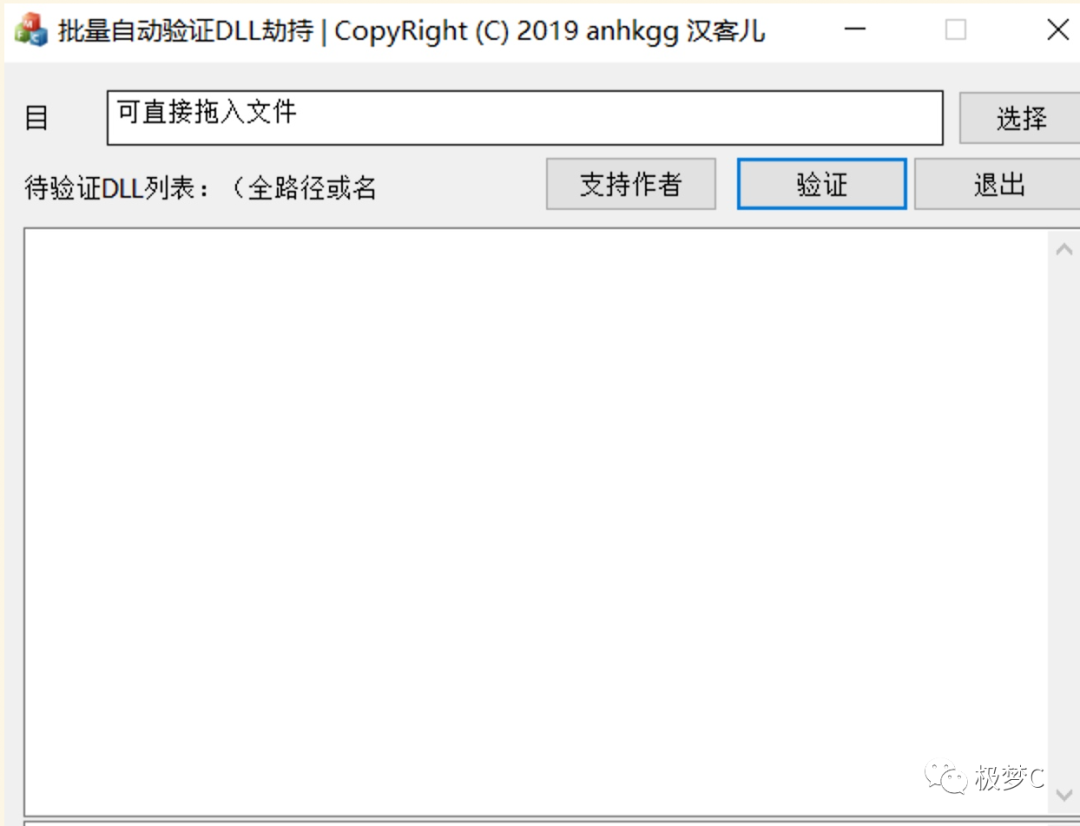 批量自动验证DLL劫持 | CopyRight (C) 2019 anhkgg 汉客儿
目 可直接拖入文件 选择
待验证DLL列表：（全路径或名 支持作者 验证 退出
极梦C